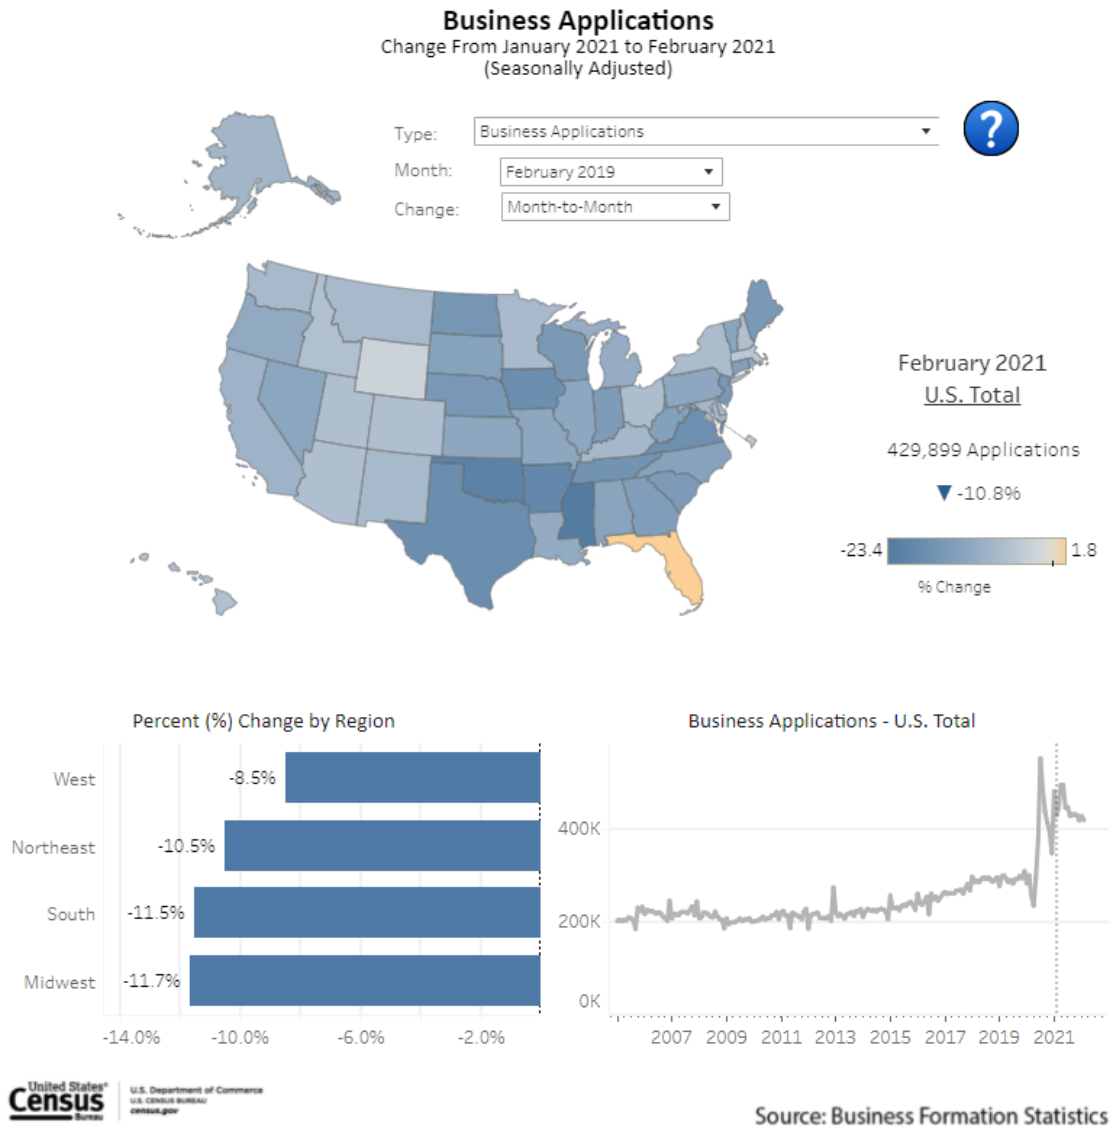 Business Applications
Change From January 2021 to February 2021
(Seasonally Adjusted)
Type:
Business Applications
Month:
February 2019
Change:
Month-to-Month
?
February 2021
U.S. Total
429,899 Applications
-10.8%
-23.4
1.8
% Change
Percent (%) Change by Region
West
-8.5%
Northeast
-10.5%
South
-11.5%
Midwest
-11.7%
-14.0%
-10.0%
-6.0%
-2.0%
Business Applications - U.S. Total
400K
200K
0K
2007
2009
2011
2013
2015
2017
2019
2021
United States®
Census
Bureau
U.S. Department of Commerce
U.S. CENSUS BUREAU
census.gov
Source: Business Formation Statistics